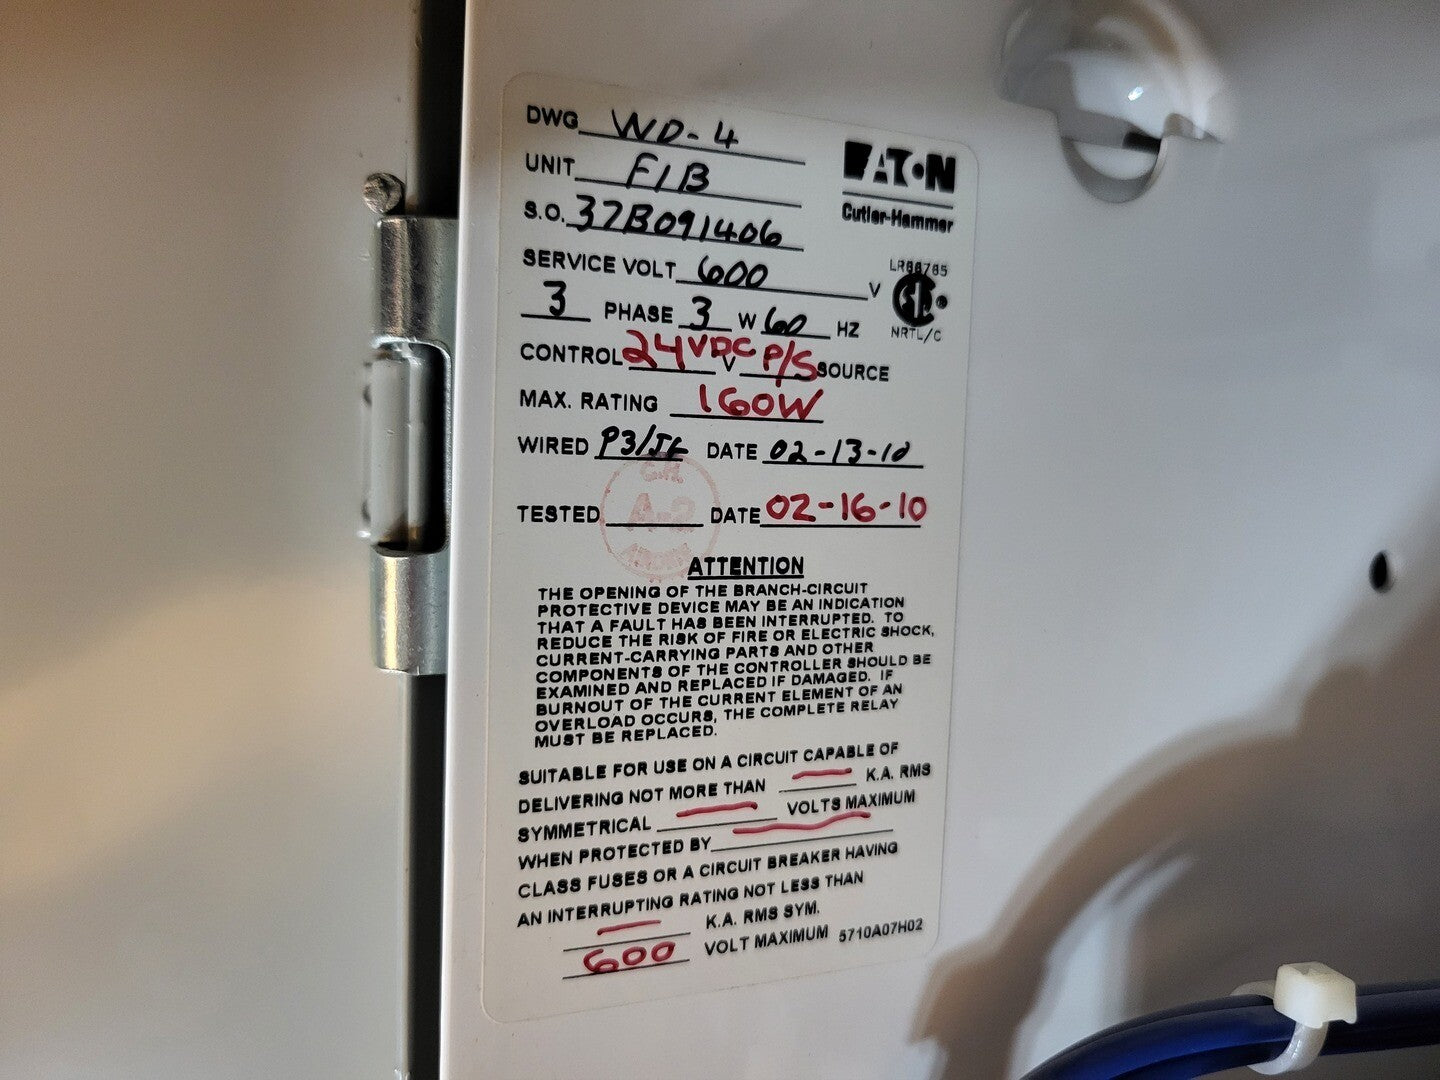 DWG WD-4
EATON
UNIT F1B
Cutler-Hammer
S.O. 37B091406
SERVICE VOLT 600 V
LR88765
3 PHASE 3 W 60 HZ
NRTL/C
CONTROL 24VDC V P/S SOURCE
MAX. RATING 160W
WIRED DATE 02-13-10
C.H.
A-2
TESTED DATE 02-16-10
ATTENTION
THE OPENING OF THE BRANCH-CIRCUIT
PROTECTIVE DEVICE MAY BE AN INDICATION
THAT A FAULT HAS BEEN INTERRUPTED. TO
REDUCE THE RISK OF FIRE OR ELECTRIC SHOCK,
CURRENT-CARRYING PARTS AND OTHER
COMPONENTS OF THE CONTROLLER SHOULD BE
EXAMINED AND REPLACED IF DAMAGED. IF
BURNOUT OF THE CURRENT ELEMENT OF AN
OVERLOAD OCCURS, THE COMPLETE RELAY
MUST BE REPLACED.
SUITABLE FOR USE ON A CIRCUIT CAPABLE OF
DELIVERING NOT MORE THAN K.A. RMS
SYMMETRICAL VOLTS MAXIMUM
WHEN PROTECTED BY
CLASS FUSES OR A CIRCUIT BREAKER HAVING
AN INTERRUPTING RATING NOT LESS THAN
K.A. RMS SYM.
600 VOLT MAXIMUM 5710A07H02